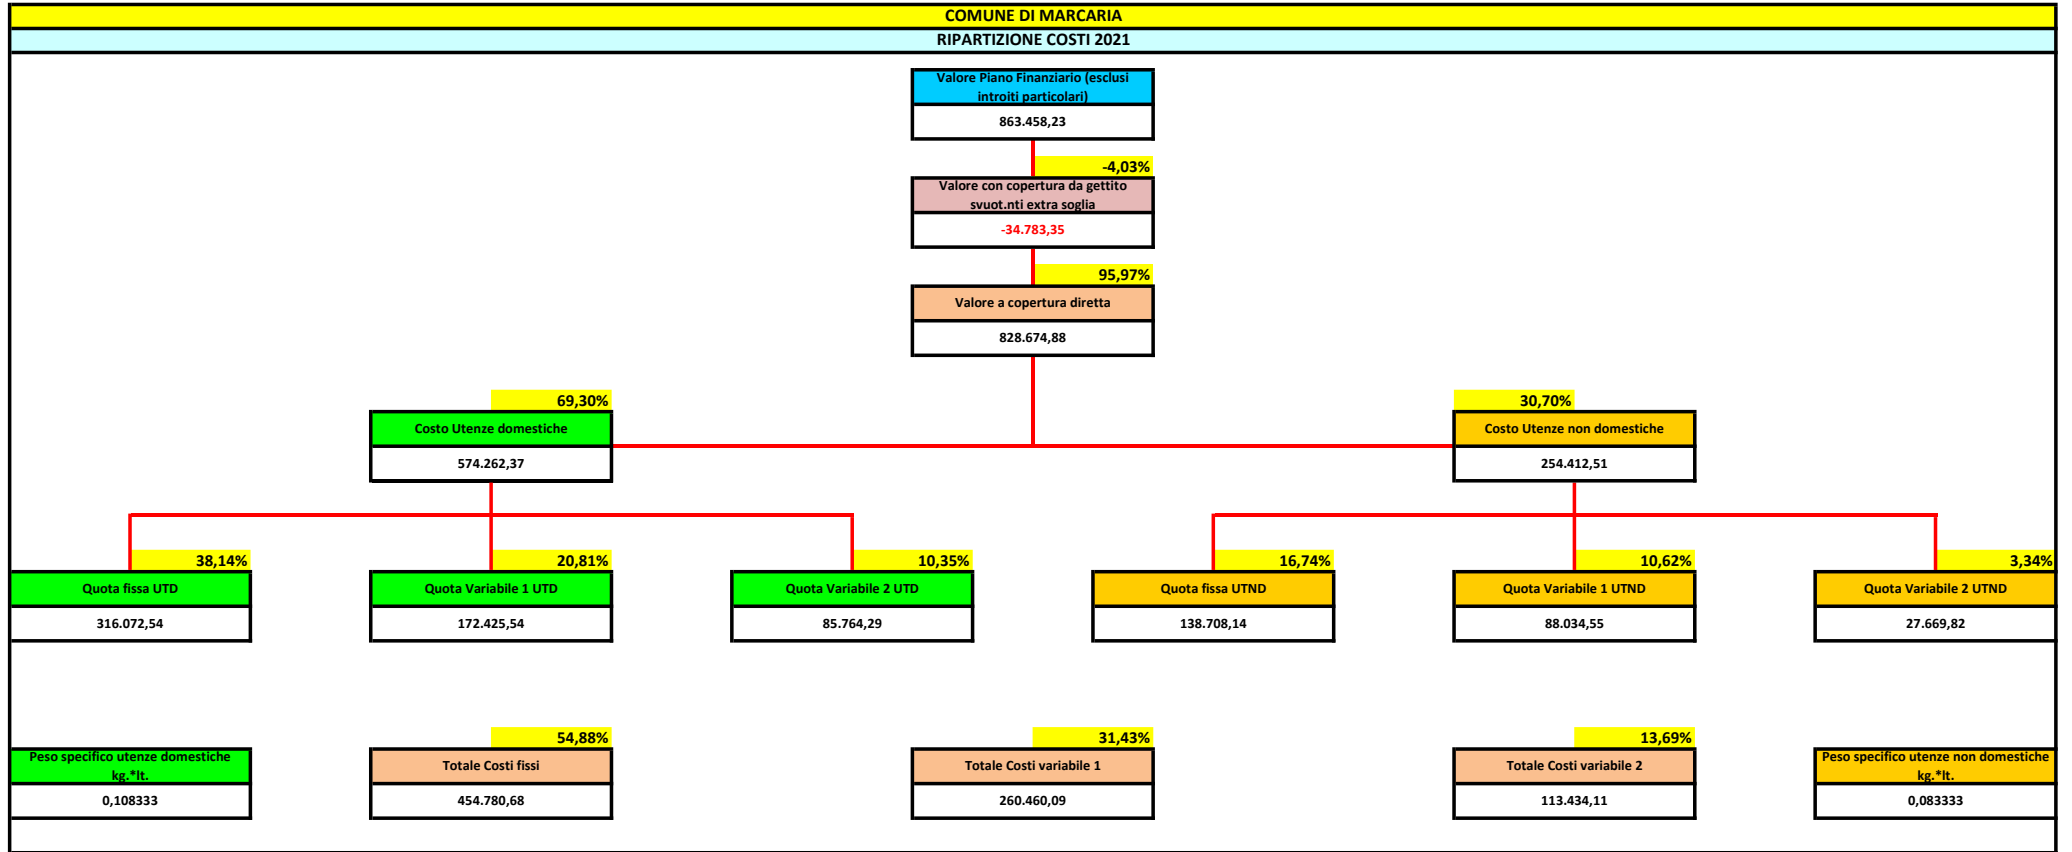 COMUNE DI MARCARIA
RIPARTIZIONE COSTI 2021
Valore Piano Finanziario (esclusi
introiti particolari)
863.458,23
-4,03%
Valore con copertura da gettito
svuot.nti extra soglia
-34.783,35
95,97%
Valore a copertura diretta
828.674,88
69,30%
30,70%
Costo Utenze domestiche
Costo Utenze non domestiche
574.262,37
254.412,51
38,14%
20,81%
10,35%
16,74%
10,62%
3,34%
Quota fissa UTD
Quota Variabile 1 UTD
Quota Variabile 2 UTD
Quota fissa UTND
Quota Variabile 1 UTND
Quota Variabile 2 UTND
316.072,54
172.425,54
85.764,29
138.708,14
88.034,55
27.669,82
54,88%
31,43%
13,69%
Peso specifico utenze domestiche
kg.*lt.
Totale Costi fissi
Totale Costi variabile 1
Totale Costi variabile 2
Peso specifico utenze non domestiche
kg.*lt.
0,108333
454.780,68
260.460,09
113.434,11
0,083333